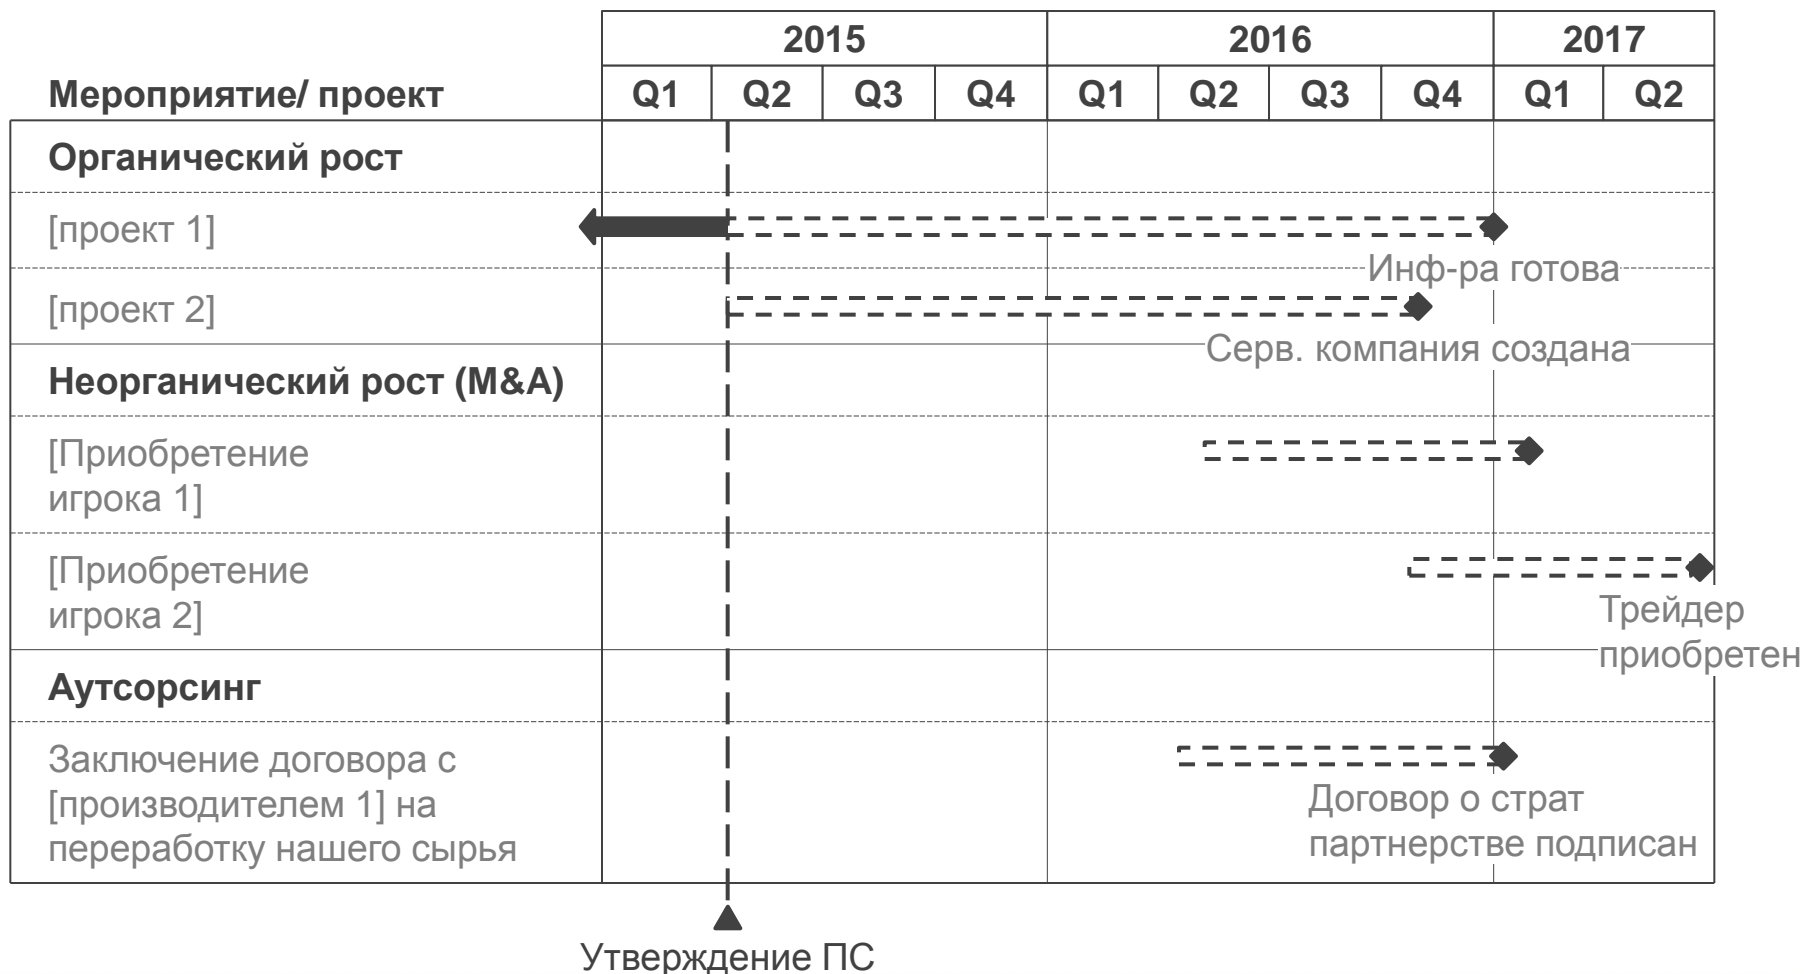 2015 2016 2017
Мероприятие/ проект Q1 Q2 Q3 Q4 Q1 Q2 Q3 Q4 Q1 Q2
Органический рост
[проект 1]
Инф-ра готова
[проект 2]
Серв. компания создана
Неорганический рост (M&A)
[Приобретение
игрока 1]
[Приобретение
игрока 2]
Трейдер
приобретен
Аутсорсинг
Заключение договора с
[производителем 1] на
переработку нашего сырья
Договор о страт
партнерстве подписан
Утверждение ПС